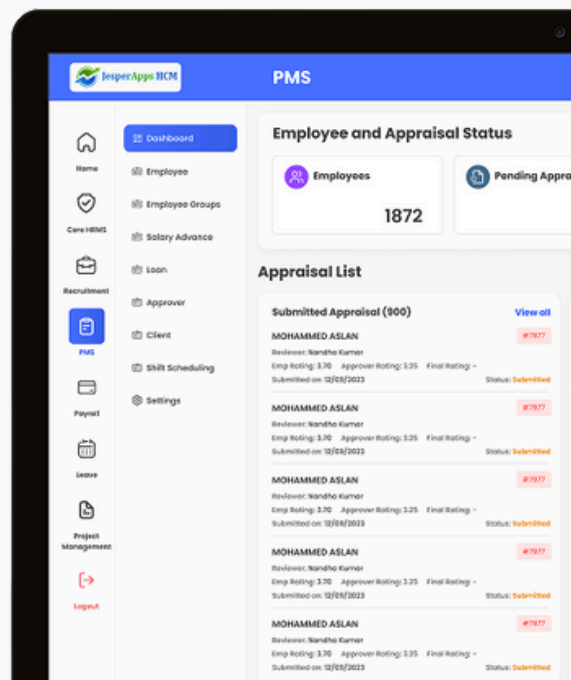 JesperApps HCM
PMS
Home
Core HRMS
Recruitment
PMS
Payroll
Leave
Project
Management
Logout
Dashboard
Employee
Employee Groups
Salary Advance
Loan
Approver
Client
Shift Scheduling
Settings
Employee and Appraisal Status
Employees
1872
Pending Appra
Appraisal List
Submitted Appraisal (900)
View all
MOHAMMED ASLAN
#7977
Reviewer: Nandha Kumar
Emp Rating: 3.70 Approver Rating: 3.25 Final Rating: -
Submitted on: 12/05/2023 Status: Submitted
MOHAMMED ASLAN
#7977
Reviewer: Nandha Kumar
Emp Rating: 3.70 Approver Rating: 3.25 Final Rating: -
Submitted on: 12/05/2023 Status: Submitted
MOHAMMED ASLAN
#7977
Reviewer: Nandha Kumar
Emp Rating: 3.70 Approver Rating: 3.25 Final Rating: -
Submitted on: 12/05/2023 Status: Submitted
MOHAMMED ASLAN
#7977
Reviewer: Nandha Kumar
Emp Rating: 3.70 Approver Rating: 3.25 Final Rating: -
Submitted on: 12/05/2023 Status: Submitted
MOHAMMED ASLAN
#7977
Reviewer: Nandha Kumar
Emp Rating: 3.70 Approver Rating: 3.25 Final Rating: -
Submitted on: 12/05/2023 Status: Submitted